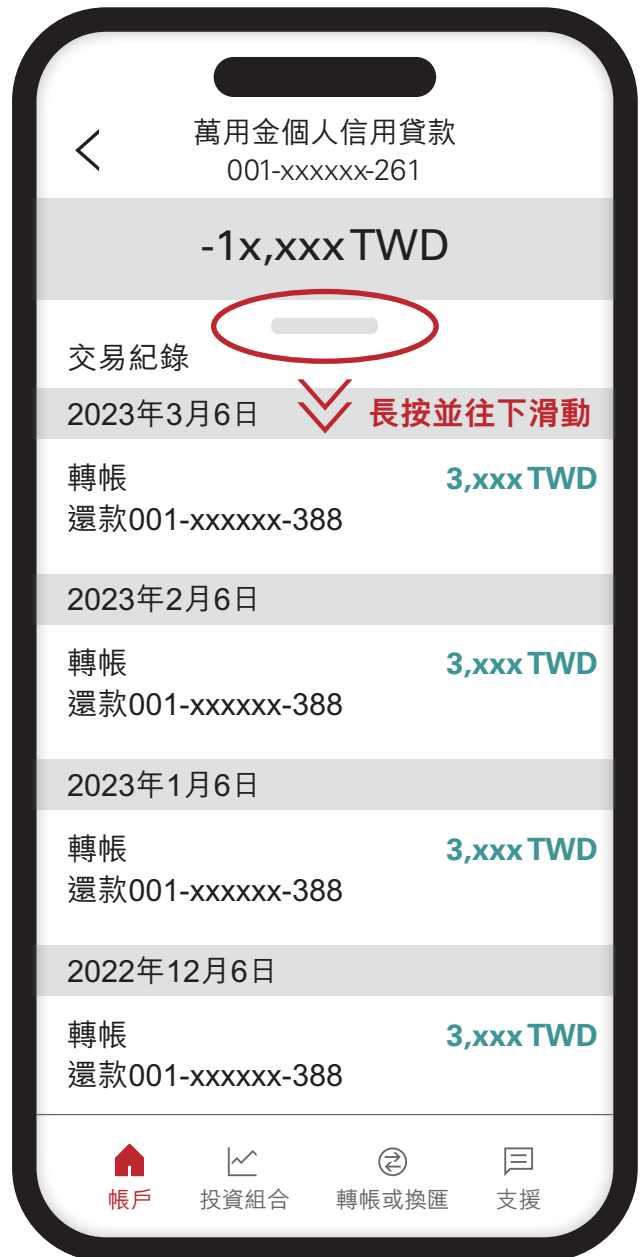 萬用金個人信用貸款
001-xxxxxx-261
-1x,xxx TWD
交易紀錄
2023年3月6日 長按並往下滑動
轉帳 3,xxx TWD
還款001-xxxxxx-388
2023年2月6日
轉帳 3,xxx TWD
還款001-xxxxxx-388
2023年1月6日
轉帳 3,xxx TWD
還款001-xxxxxx-388
2022年12月6日
轉帳 3,xxx TWD
還款001-xxxxxx-388
帳戶 投資組合 轉帳或換匯 支援